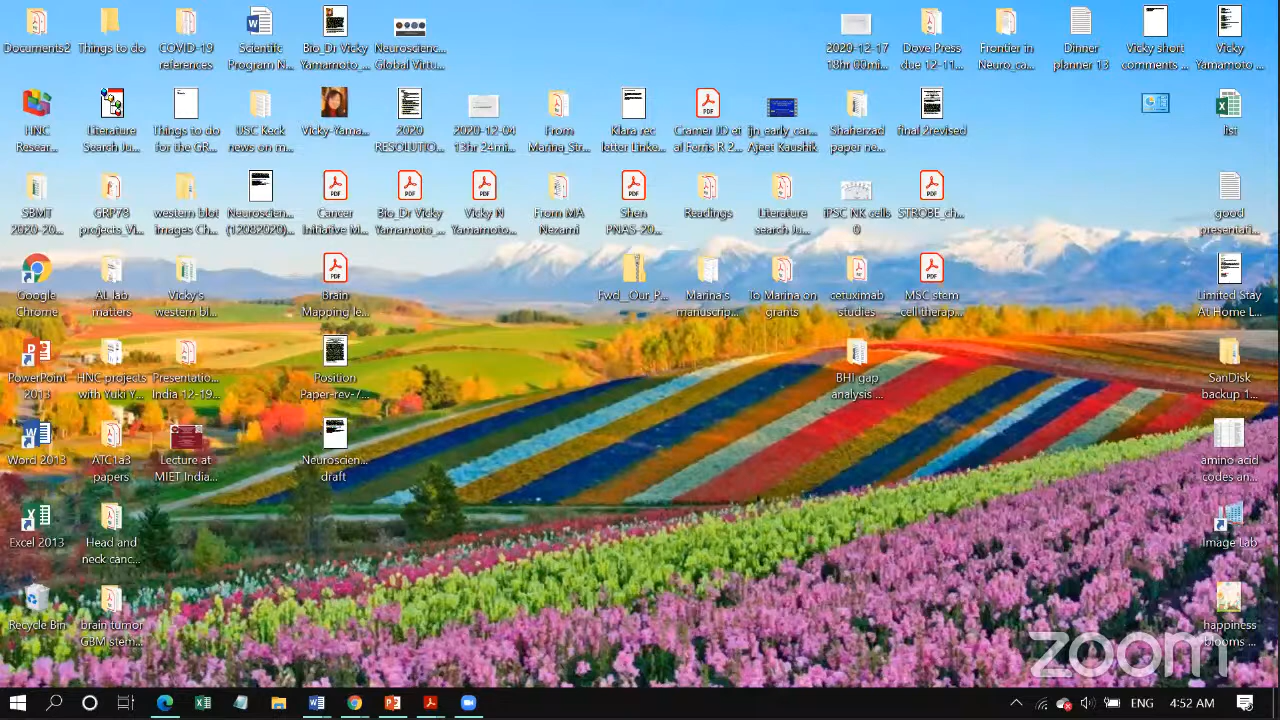 Documents2
Things to do
COVID-19
references
Scientific
Program N...
Bio_Dr Vicky
Yamamoto_...
Neuroscienc...
Global Virtu...
2020-12-17
18hr 00mi...
Dove Press
due 12-11...
Frontier in
Neuro_ca...
Dinner
planner 13
Vicky short
comments ...
Vicky
Yamamoto ...
HNC
Resear...
Literature
Search Ju...
Things to do
for the GR...
USC Keck
news on m...
Vicky-Yama...
2020
RESOLUTIO...
2020-12-04
13hr 24mi...
From
Marina_Str...
Klara rec
letter Linke...
Cramer JD et
al Ferris R 2...
ijn_early_car...
Ajeet Kaushik
Shaherzad
paper ne...
final 2revised
list
SBMT
2020-20...
GRP78
projects_Vi...
western blot
images Ch...
Neuroscien...
(12082020)...
Cancer
Initiative M...
Bio_Dr Vicky
Yamamoto_...
Vicky N
Yamamoto...
From MA
Nezami
Shen
PNAS-20...
Readings
Literature
search Ju...
iPSC NK cells
0
STROBE_ch...
good
presentati...
Google
Chrome
AL lab
matters
Vicky's
western bl...
Brain
Mapping le...
Fwd__Our_P...
Marina's
manuscrip...
To Marina on
grants
cetuximab
studies
MSC stem
cell therap...
Limited Stay
At Home L...
PowerPoint
2013
HNC projects
with Yuki Y...
Presentatio...
India 12-19...
Position
Paper-rev-7...
BHI gap
analysis ...
SanDisk
backup 1...
Word 2013
ATC1a3
papers
Lecture at
MIET India...
Neuroscien...
draft
amino acid
codes an...
Excel 2013
Head and
neck canc...
Image Lab
Recycle Bin
brain tumor
GBM stem...
happiness
blooms ...
zoom
ENG
4:52 AM